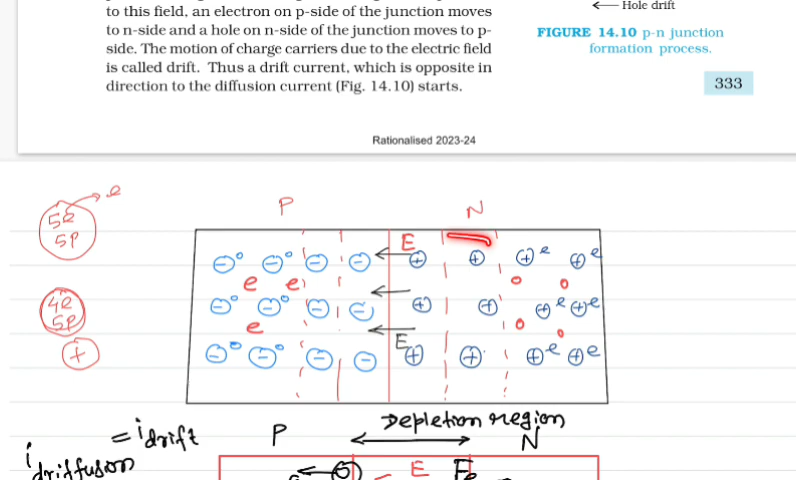 to this field, an electron on p-side of the junction moves
to n-side and a hole on n-side of the junction moves to p-
side. The motion of charge carriers due to the electric field
is called drift. Thus a drift current, which is opposite in
direction to the diffusion current (Fig. 14.10) starts.
Hole drift
FIGURE 14.10 p-n junction
formation process.
333
Rationalised 2023-24
e
5e
5p
4e
5p
+
P N
E
− o − o − − + + + e + e
e e o o
− o − o − − + + + e + e
e o o
E
− o − o − − + + + e + e
Depletion region
= i drift P N
i driffuson
E Fe